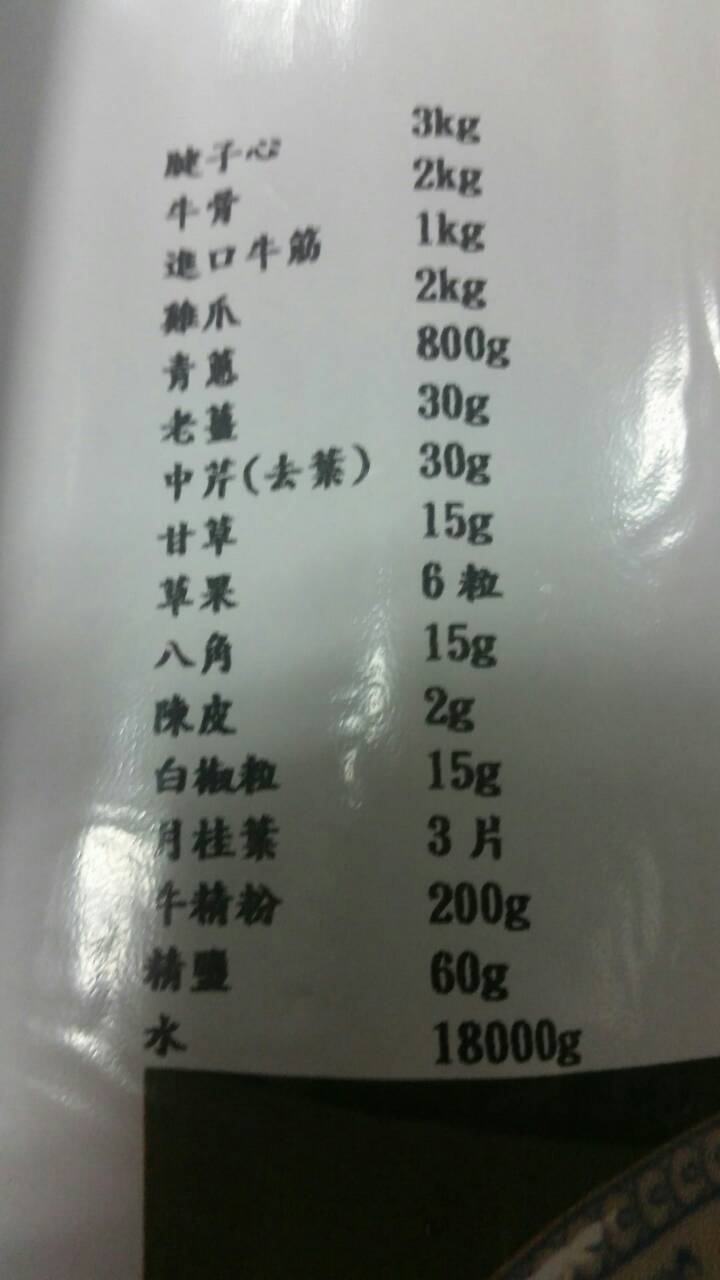 腱子心 3kg
牛骨 2kg
進口牛筋 1kg
雞爪 2kg
青蔥 800g
老薑 30g
中芹(去葉) 30g
甘草 15g
草果 6 粒
八角 15g
陳皮 2g
白椒粒 15g
月桂葉 3 片
牛精粉 200g
精鹽 60g
水 18000g